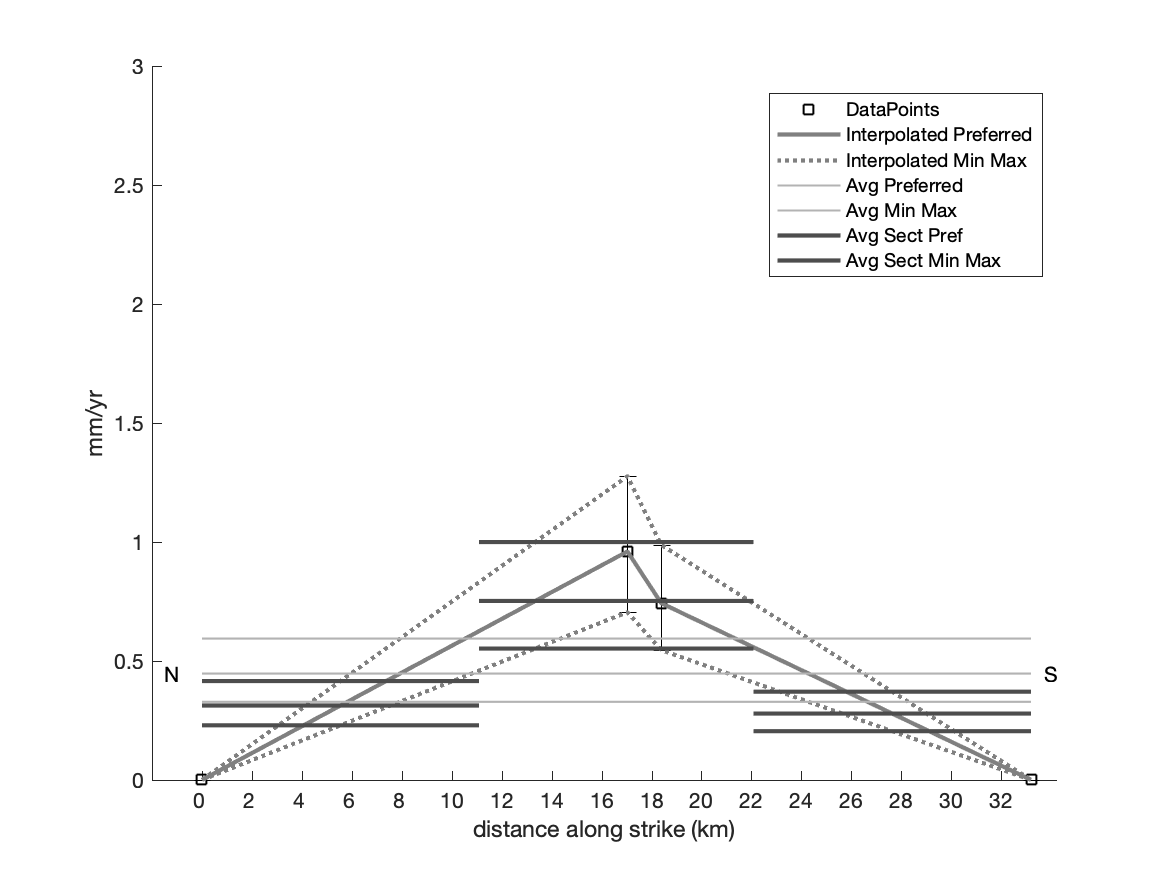 3
2.5
2
1.5
1
0.5
0
mm/yr
DataPoints
Interpolated Preferred
Interpolated Min Max
Avg Preferred
Avg Min Max
Avg Sect Pref
Avg Sect Min Max
N
S
0 2 4 6 8 10 12 14 16 18 20 22 24 26 28 30 32
distance along strike (km)